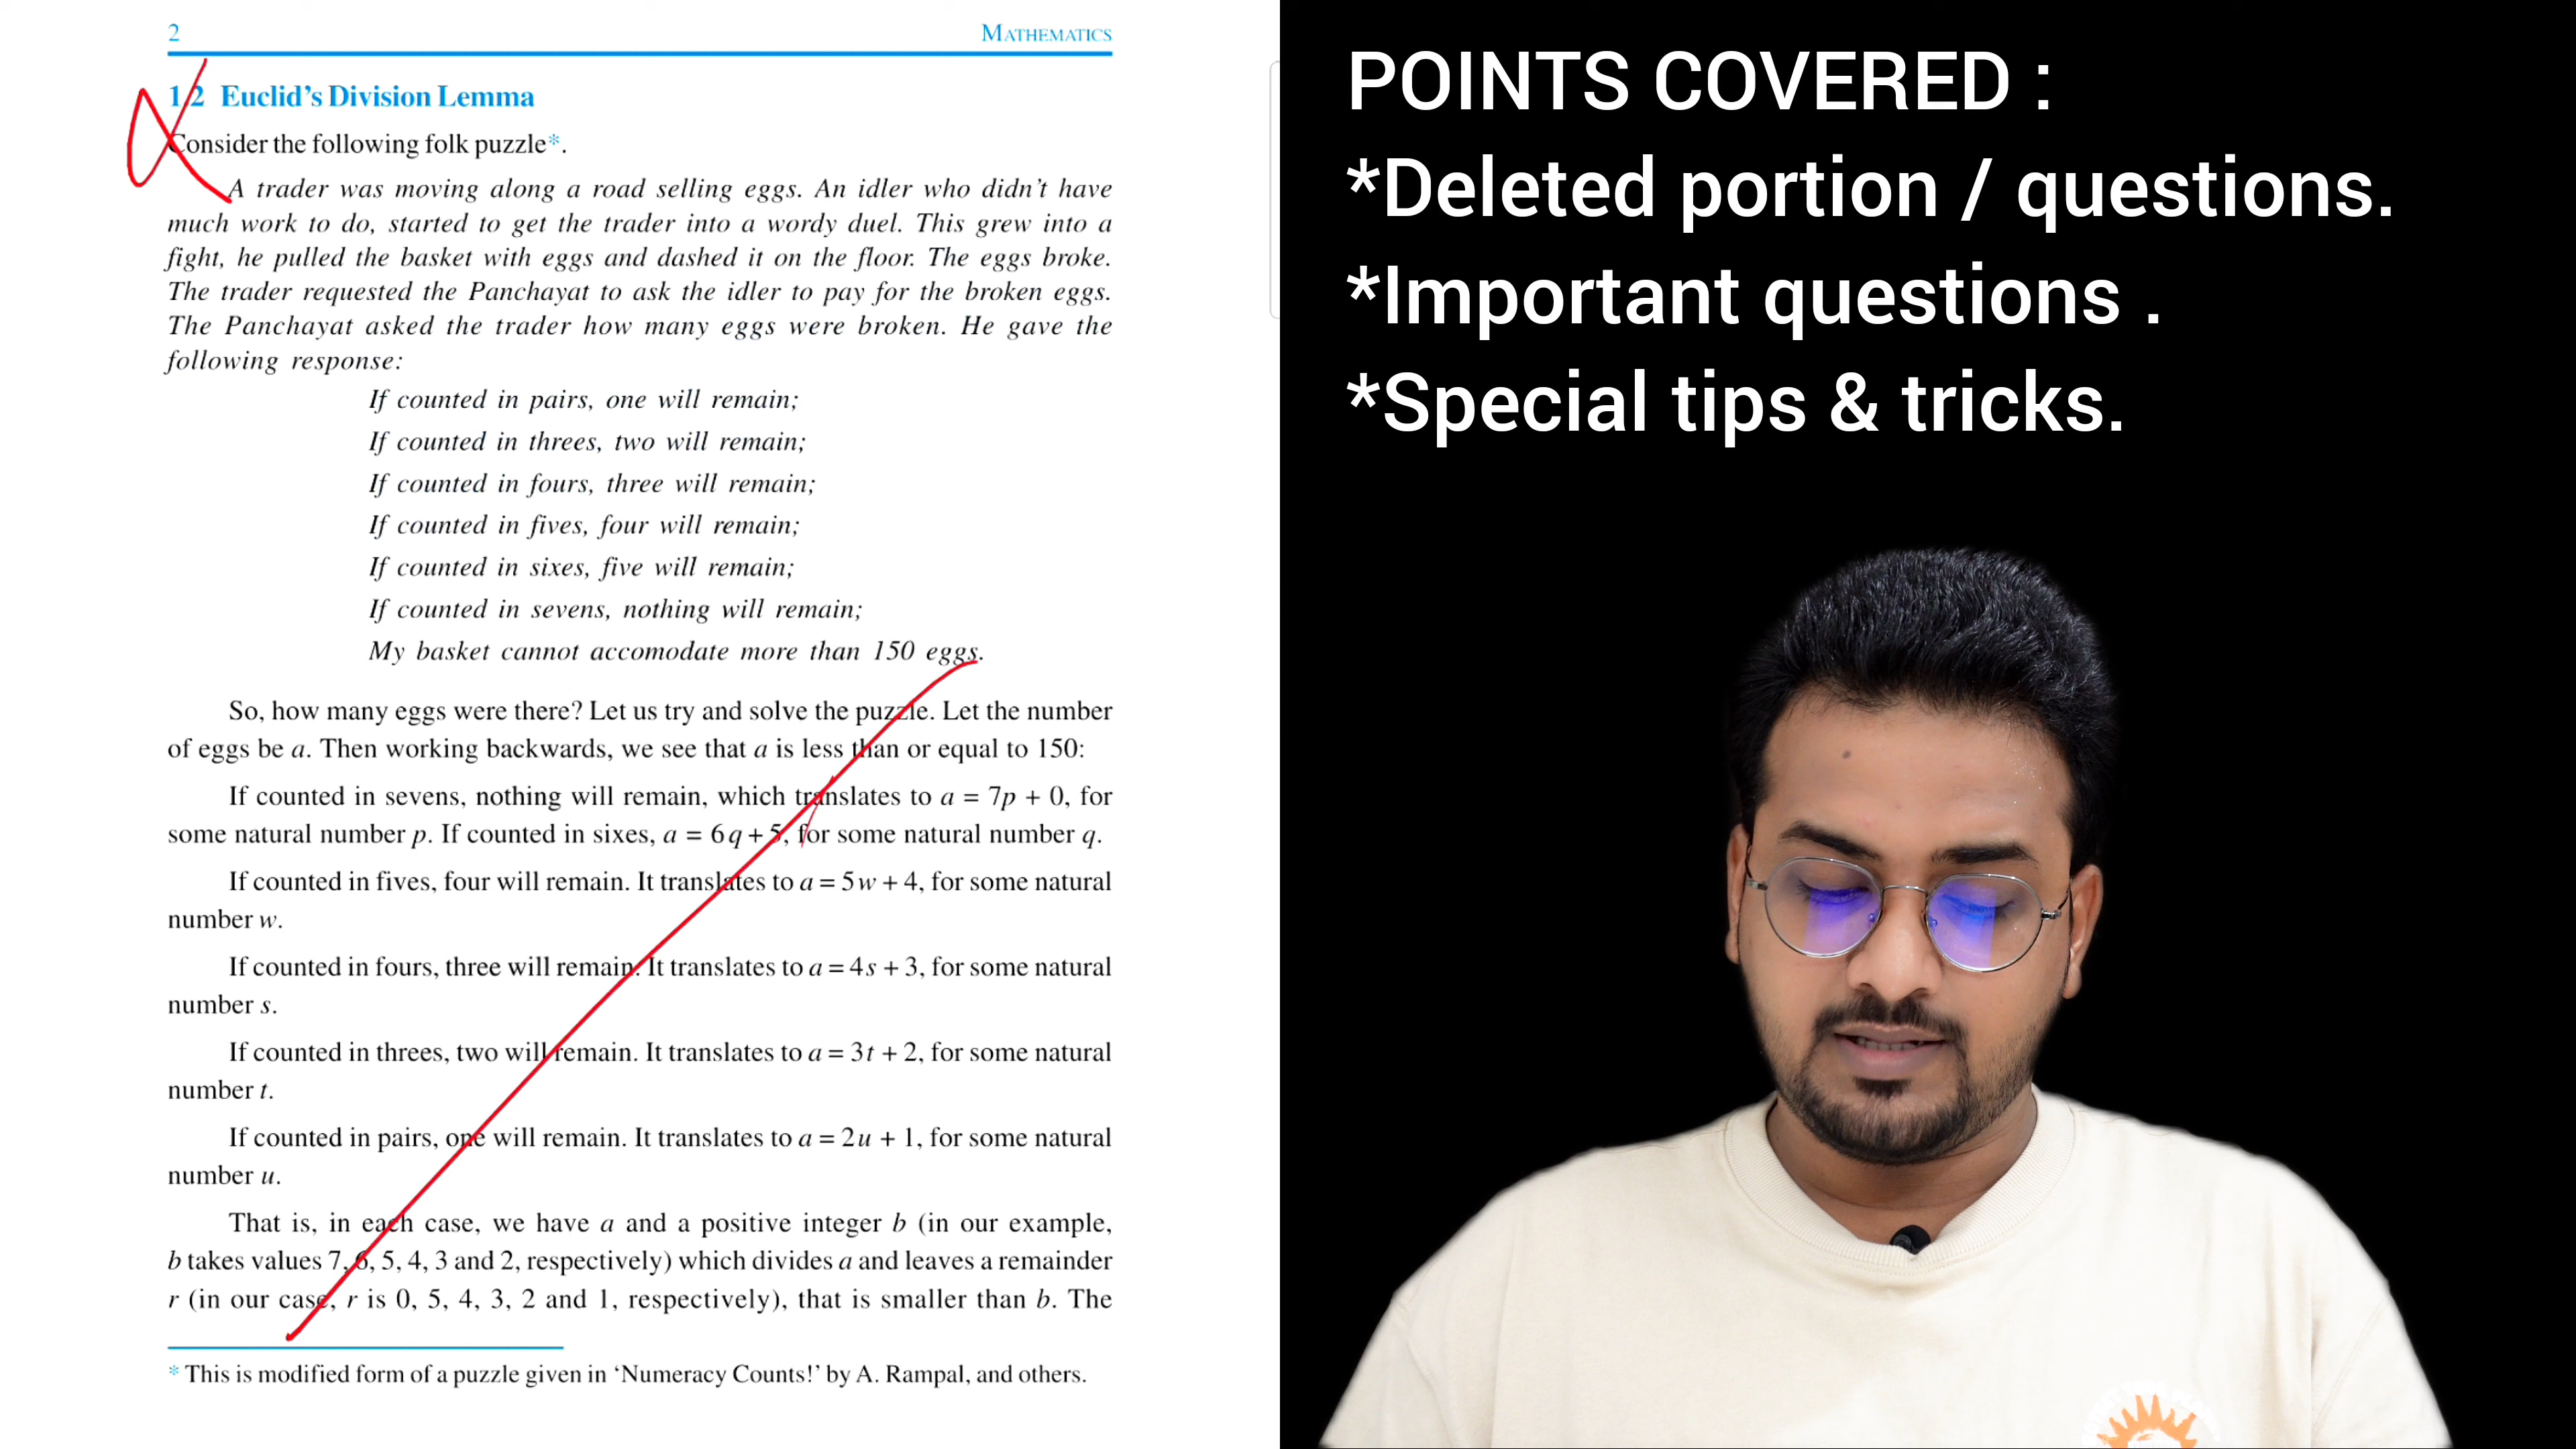 2 MATHEMATICS
1.2 Euclid's Division Lemma
Consider the following folk puzzle*.
A trader was moving along a road selling eggs. An idler who didn't have
much work to do, started to get the trader into a wordy duel. This grew into a
fight, he pulled the basket with eggs and dashed it on the floor. The eggs broke.
The trader requested the Panchayat to ask the idler to pay for the broken eggs.
The Panchayat asked the trader how many eggs were broken. He gave the
following response:
If counted in pairs, one will remain;
If counted in threes, two will remain;
If counted in fours, three will remain;
If counted in fives, four will remain;
If counted in sixes, five will remain;
If counted in sevens, nothing will remain;
My basket cannot accomodate more than 150 eggs.
So, how many eggs were there? Let us try and solve the puzzle. Let the number
of eggs be a. Then working backwards, we see that a is less than or equal to 150:
If counted in sevens, nothing will remain, which translates to a = 7p + 0, for
some natural number p. If counted in sixes, a = 6q + 5, for some natural number q.
If counted in fives, four will remain. It translates to a = 5w + 4, for some natural
number w.
If counted in fours, three will remain. It translates to a = 4s + 3, for some natural
number s.
If counted in threes, two will remain. It translates to a = 3t + 2, for some natural
number t.
If counted in pairs, one will remain. It translates to a = 2u + 1, for some natural
number u.
That is, in each case, we have a and a positive integer b (in our example,
b takes values 7, 6, 5, 4, 3 and 2, respectively) which divides a and leaves a remainder
r (in our case, r is 0, 5, 4, 3, 2 and 1, respectively), that is smaller than b. The
* This is modified form of a puzzle given in 'Numeracy Counts!' by A. Rampal, and others.
POINTS COVERED :
*Deleted portion / questions.
*Important questions .
*Special tips & tricks.